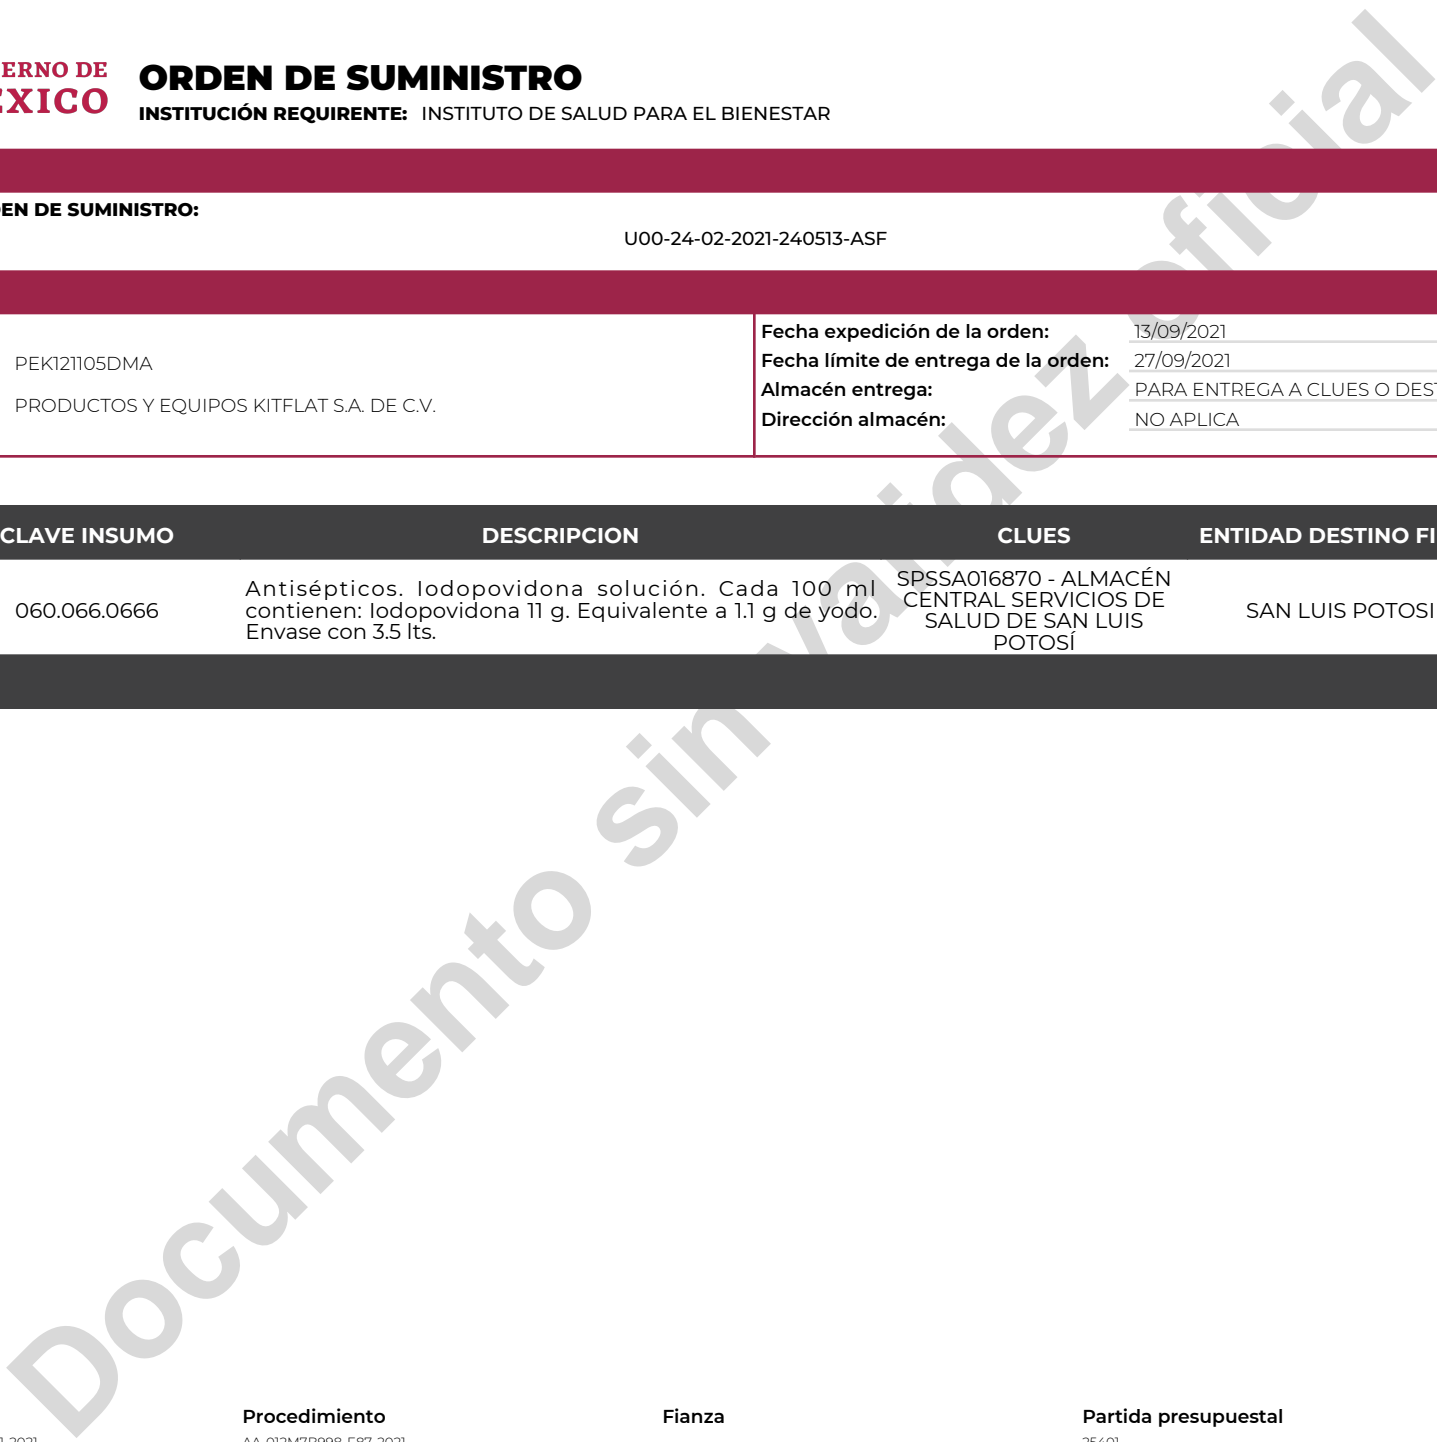 ERNO DE
ORDEN DE SUMINISTRO
INSTITUCIÓN REQUIRENTE: INSTITUTO DE SALUD PARA EL BIENESTAR
EXICO
EN DE SUMINISTRO:
U00-24-02-2021-240513-ASF
PEK121105DMA
PRODUCTOS Y EQUIPOS KITFLAT S.A. DE C.V.
Fecha expedición de la orden: 13/09/2021
Fecha límite de entrega de la orden: 27/09/2021
Almacén entrega: PARA ENTREGA A CLUES O DEST
Dirección almacén: NO APLICA
CLAVE INSUMO DESCRIPCION CLUES ENTIDAD DESTINO FI
060.066.0666
Antisépticos. Iodopovidona solución. Cada 100 ml
contienen: Iodopovidona 11 g. Equivalente a 1.1 g de yodo.
Envase con 3.5 lts.
SPSSA016870 - ALMACÉN
CENTRAL SERVICIOS DE
SALUD DE SAN LUIS
POTOSÍ
SAN LUIS POTOSI
Documento sin validez oficial
Procedimiento Fianza Partida presupuestal